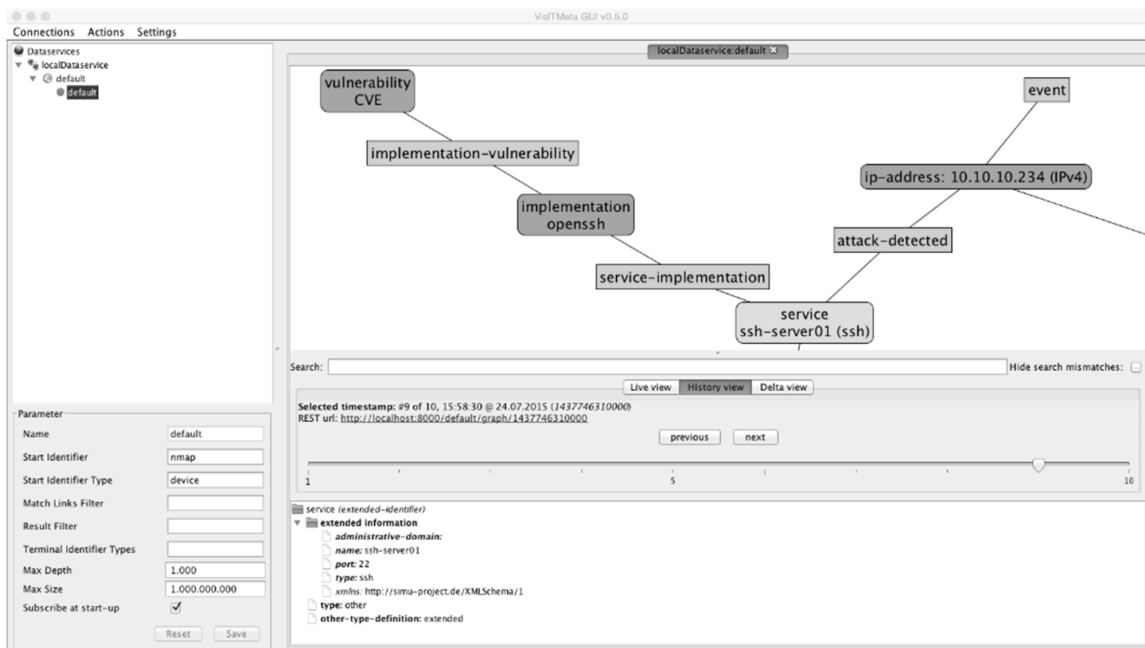 VisITMeta GUI v0.5.0
Connections Actions Settings
Dataservices
localDataservice
default
default
localDataservice:default
vulnerability
CVE
implementation-vulnerability
implementation
openssh
service-implementation
event
ip-address: 10.10.10.234 (IPv4)
attack-detected
service
ssh-server01 (ssh)
Search:
Hide search mismatches:
Live view History view Delta view
Selected timestamp: #9 of 10, 15:58:30 @ 24.07.2015 (1437746310000)
REST url: http://localhost:8000/default/graph/1437746310000
previous next
1 5 10
Parameter
Name default
Start Identifier nmap
Start Identifier Type device
Match Links Filter
Result Filter
Terminal Identifier Types
Max Depth 1.000
Max Size 1.000.000.000
Subscribe at start-up
Reset Save
service (extended-identifier)
extended information
administrative-domain:
name: ssh-server01
port: 22
type: ssh
xmlns: http://simu-project.de/XMLSchema/1
type: other
other-type-definition: extended